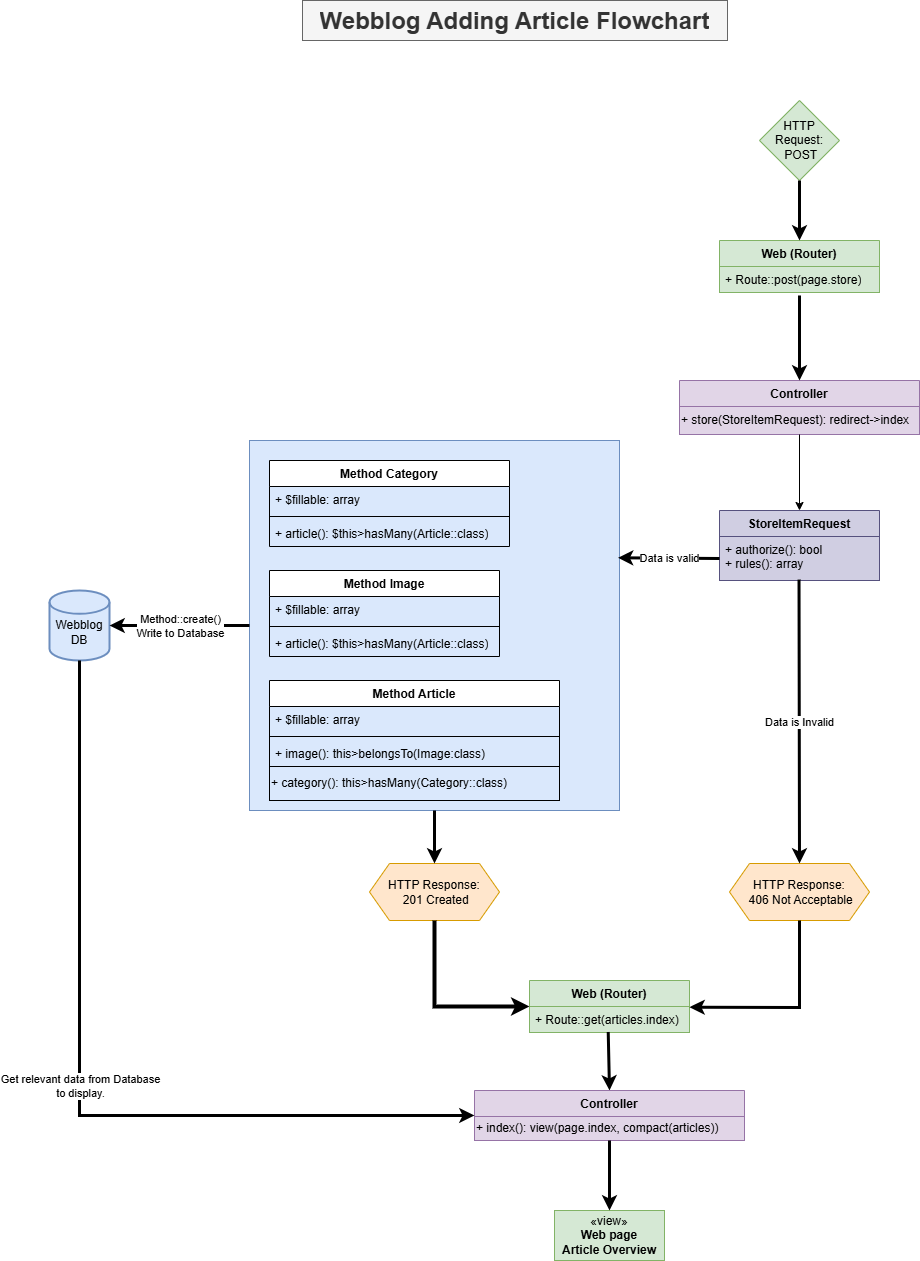 Webblog Adding Article Flowchart
HTTP
Request:
POST
Web (Router)
+ Route::post(page.store)
Controller
+ store(StoreItemRequest): redirect->index
StoreItemRequest
+ authorize(): bool
+ rules(): array
Data is valid
Method Category
+ $fillable: array
+ article(): $this>hasMany(Article::class)
Method Image
+ $fillable: array
+ article(): $this>hasMany(Article::class)
Method Article
+ $fillable: array
+ image(): this>belongsTo(Image:class)
+ category(): this>hasMany(Category::class)
Method::create()
Write to Database
Webblog
DB
Data is Invalid
HTTP Response:
201 Created
HTTP Response:
406 Not Acceptable
Web (Router)
+ Route::get(articles.index)
Get relevant data from Database
to display.
Controller
+ index(): view(page.index, compact(articles))
«view»
Web page
Article Overview